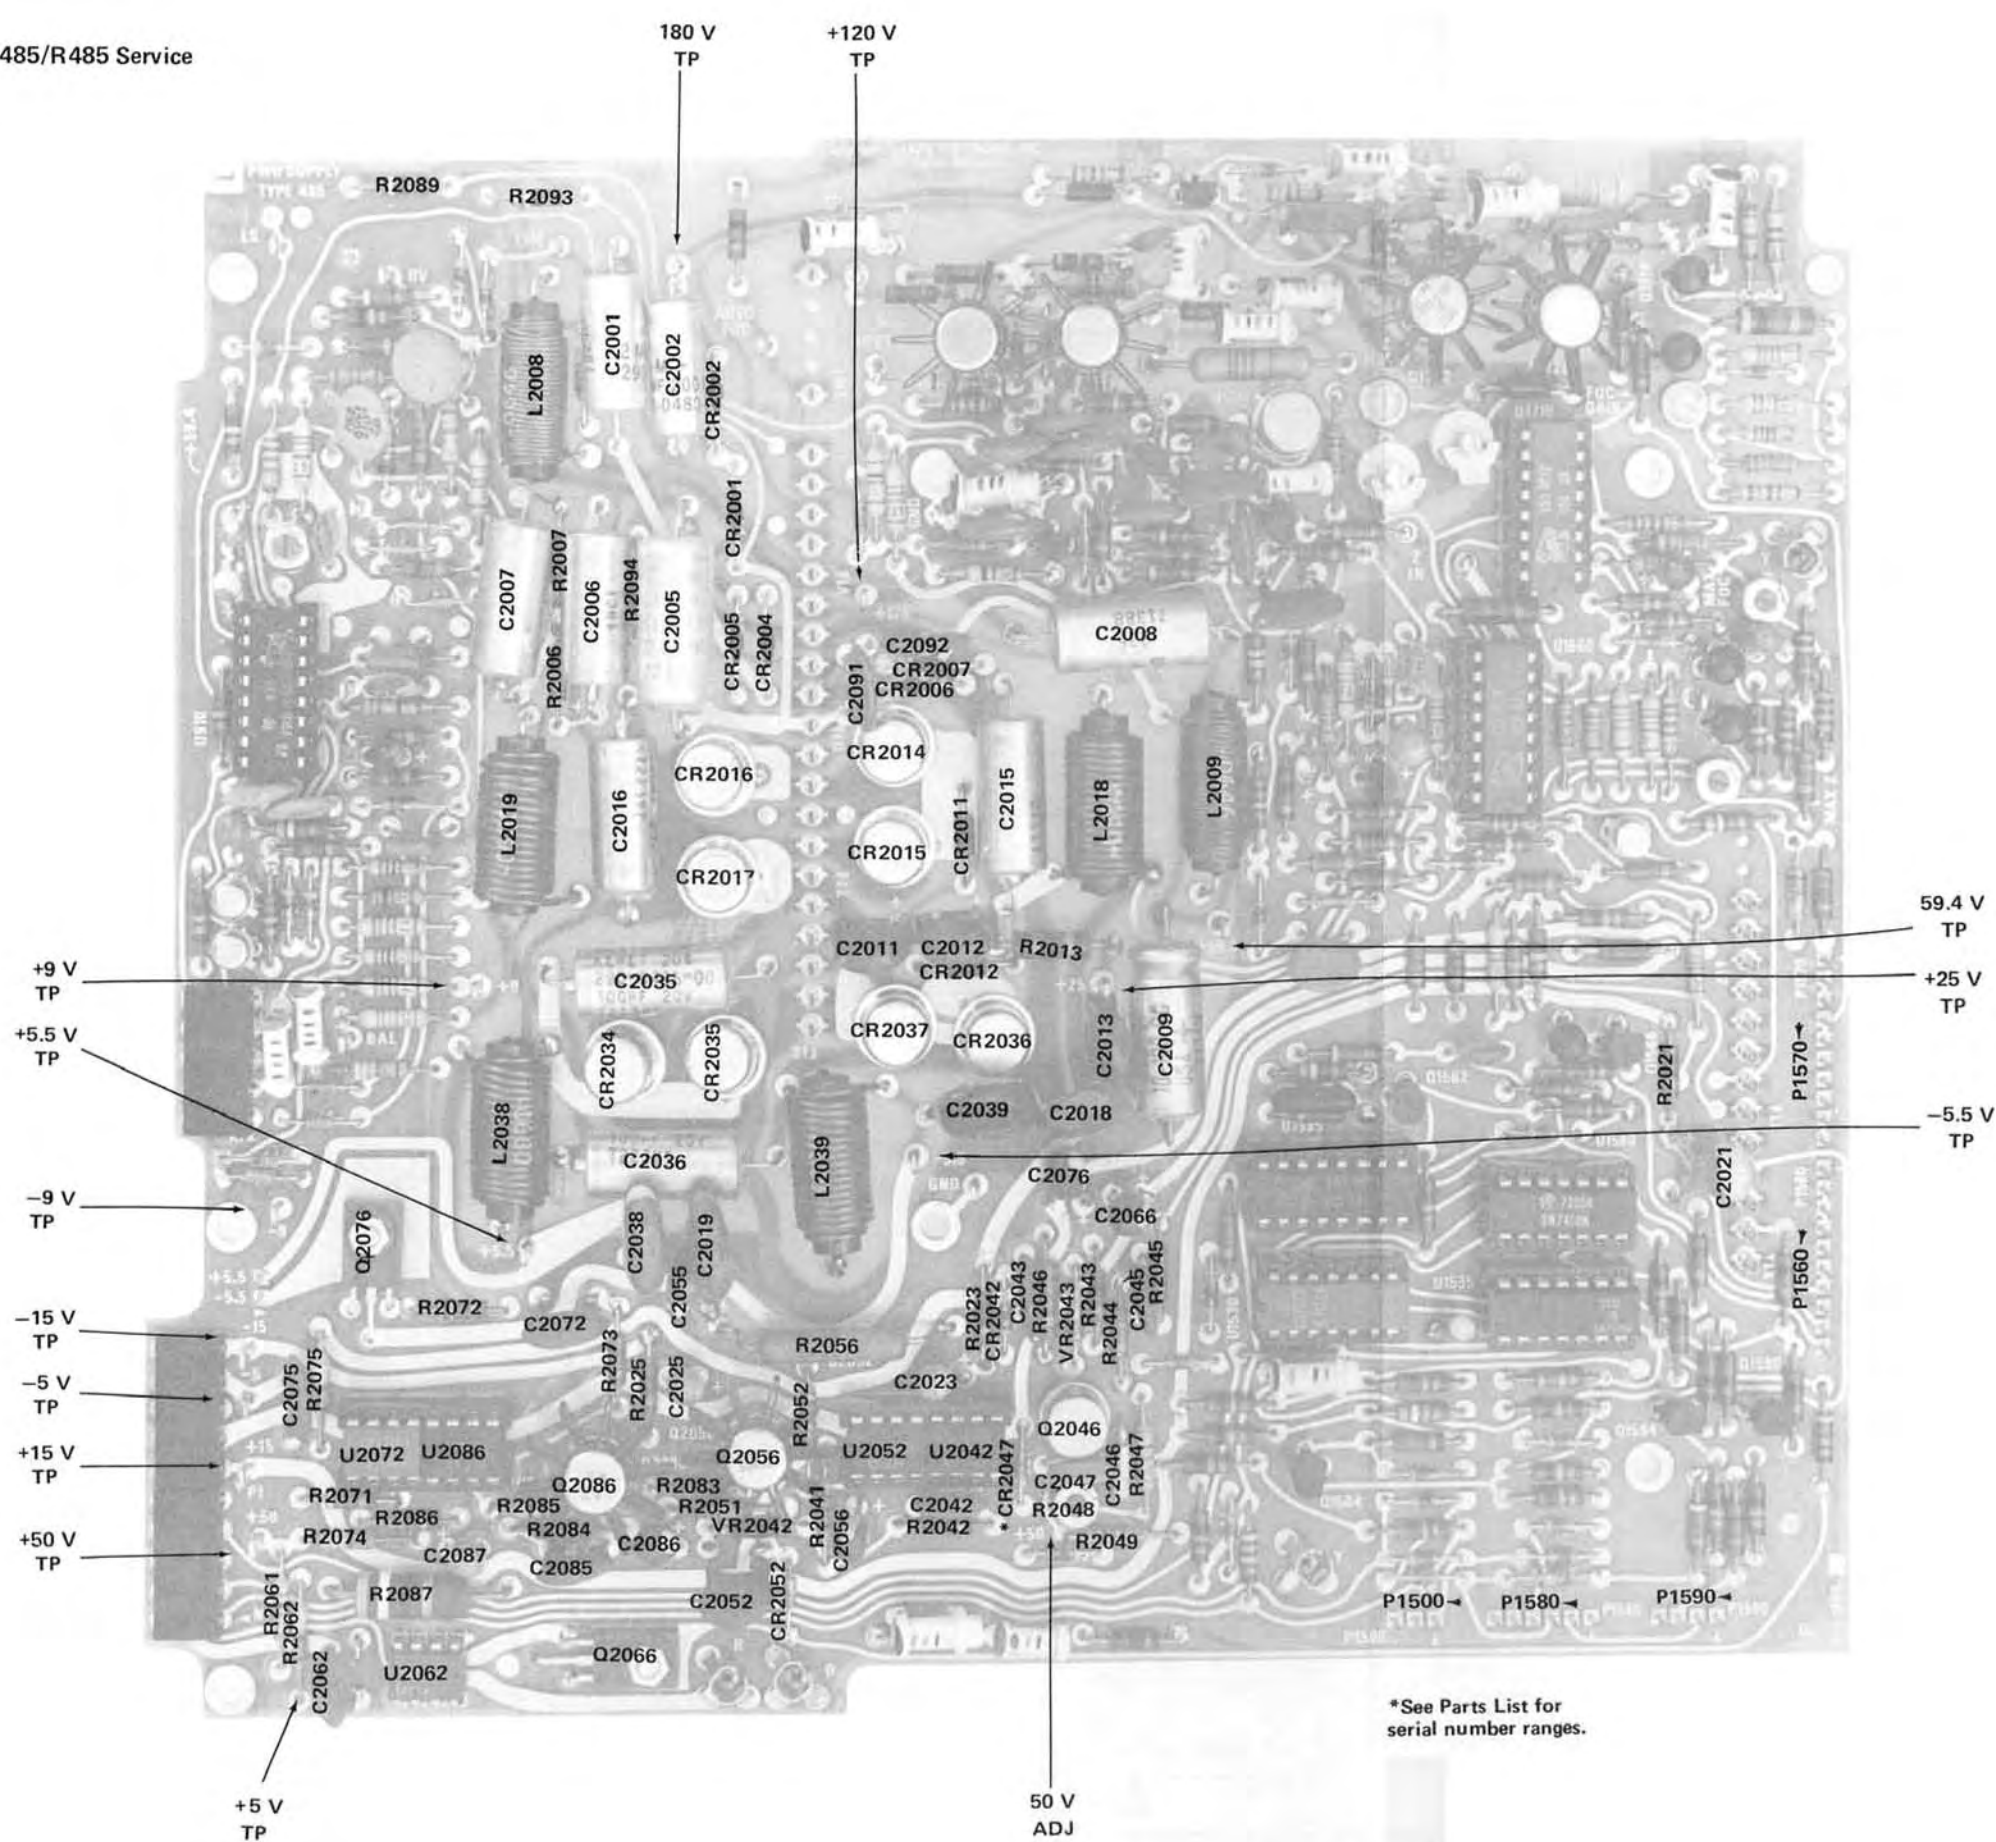 485/R485 Service
180 V
TP
+120 V
TP
PWR SUPPLY
TYPE 485
R2089
R2093
L2008
C2001
C2002
CR2002
CR2001
C2007
R2007
C2006
R2094
C2005
R2006
CR2005
CR2004
C2092
CR2007
CR2006
C2091
C2008
CR2016
CR2014
L2019
C2016
CR2017
CR2015
CR2011
C2015
L2018
L2009
59.4 V
TP
+25 V
TP
C2011
C2012
R2013
CR2012
+9 V
TP
+5.5 V
TP
C2035
CR2034
CR2035
CR2037
CR2036
C2013
C2009
R2021
P1570
–5.5 V
TP
L2038
C2036
L2039
C2039
C2018
C2076
GND
C2066
C2021
P1560
–9 V
TP
Q2076
C2038
C2019
C2055
R2072
C2072
R2073
R2056
R2023
CR2042
C2043
R2046
VR2043
R2043
R2044
C2045
R2045
–15 V
TP
–5 V
TP
C2075
R2075
R2025
C2025
R2052
C2023
Q2046
+15 V
TP
U2072
U2086
Q2086
Q2056
U2052
U2042
*CR2047
C2046
R2047
C2047
R2048
R2049
R2071
R2086
R2085
R2083
R2051
R2084
VR2042
R2041
C2056
C2042
R2042
+50 V
TP
R2074
C2087
C2085
C2086
R2061
R2062
R2087
C2052
CR2052
P1500
P1580
P1590
C2062
U2062
Q2066
*See Parts List for
serial number ranges.
+5 V
TP
50 V
ADJ